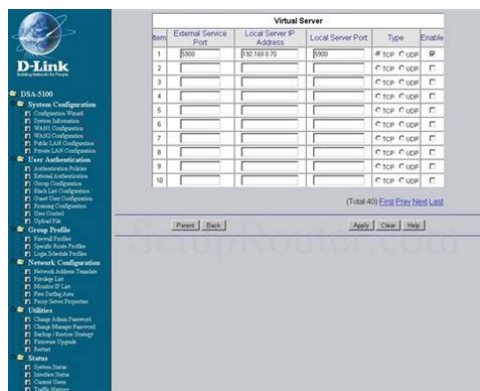 Virtual Server
Item External Service Port Local Server IP Address Local Server Port Type Enable
1 5900 192.168.0.70 5900 TCP UDP
2 TCP UDP
3 TCP UDP
4 TCP UDP
5 TCP UDP
6 TCP UDP
7 TCP UDP
8 TCP UDP
9 TCP UDP
10 TCP UDP
(Total 40) First Prev Next Last
Parent Back Apply Clear Help
SetupRouter.com
D-Link
Building Networks for People
DSA-5100
System Configuration
Configuration Wizard
System Information
WAN1 Configuration
WAN2 Configuration
Public LAN Configuration
Private LAN Configuration
User Authentication
Authentication Policies
External Authentication
Group Configuration
Black List Configuration
Guest User Configuration
Roaming Configuration
User Control
Upload File
Group Profile
Firewall Profiles
Specific Route Profiles
Login Schedule Profiles
Network Configuration
Network Address Translate
Privilege List
Monitor IP List
Free Surfing Area
Proxy Server Properties
Utilities
Change Admin Password
Change Manager Password
Backup / Restore Strategy
Firmware Upgrade
Restart
Status
System Status
Interface Status
Current Users
Traffic History